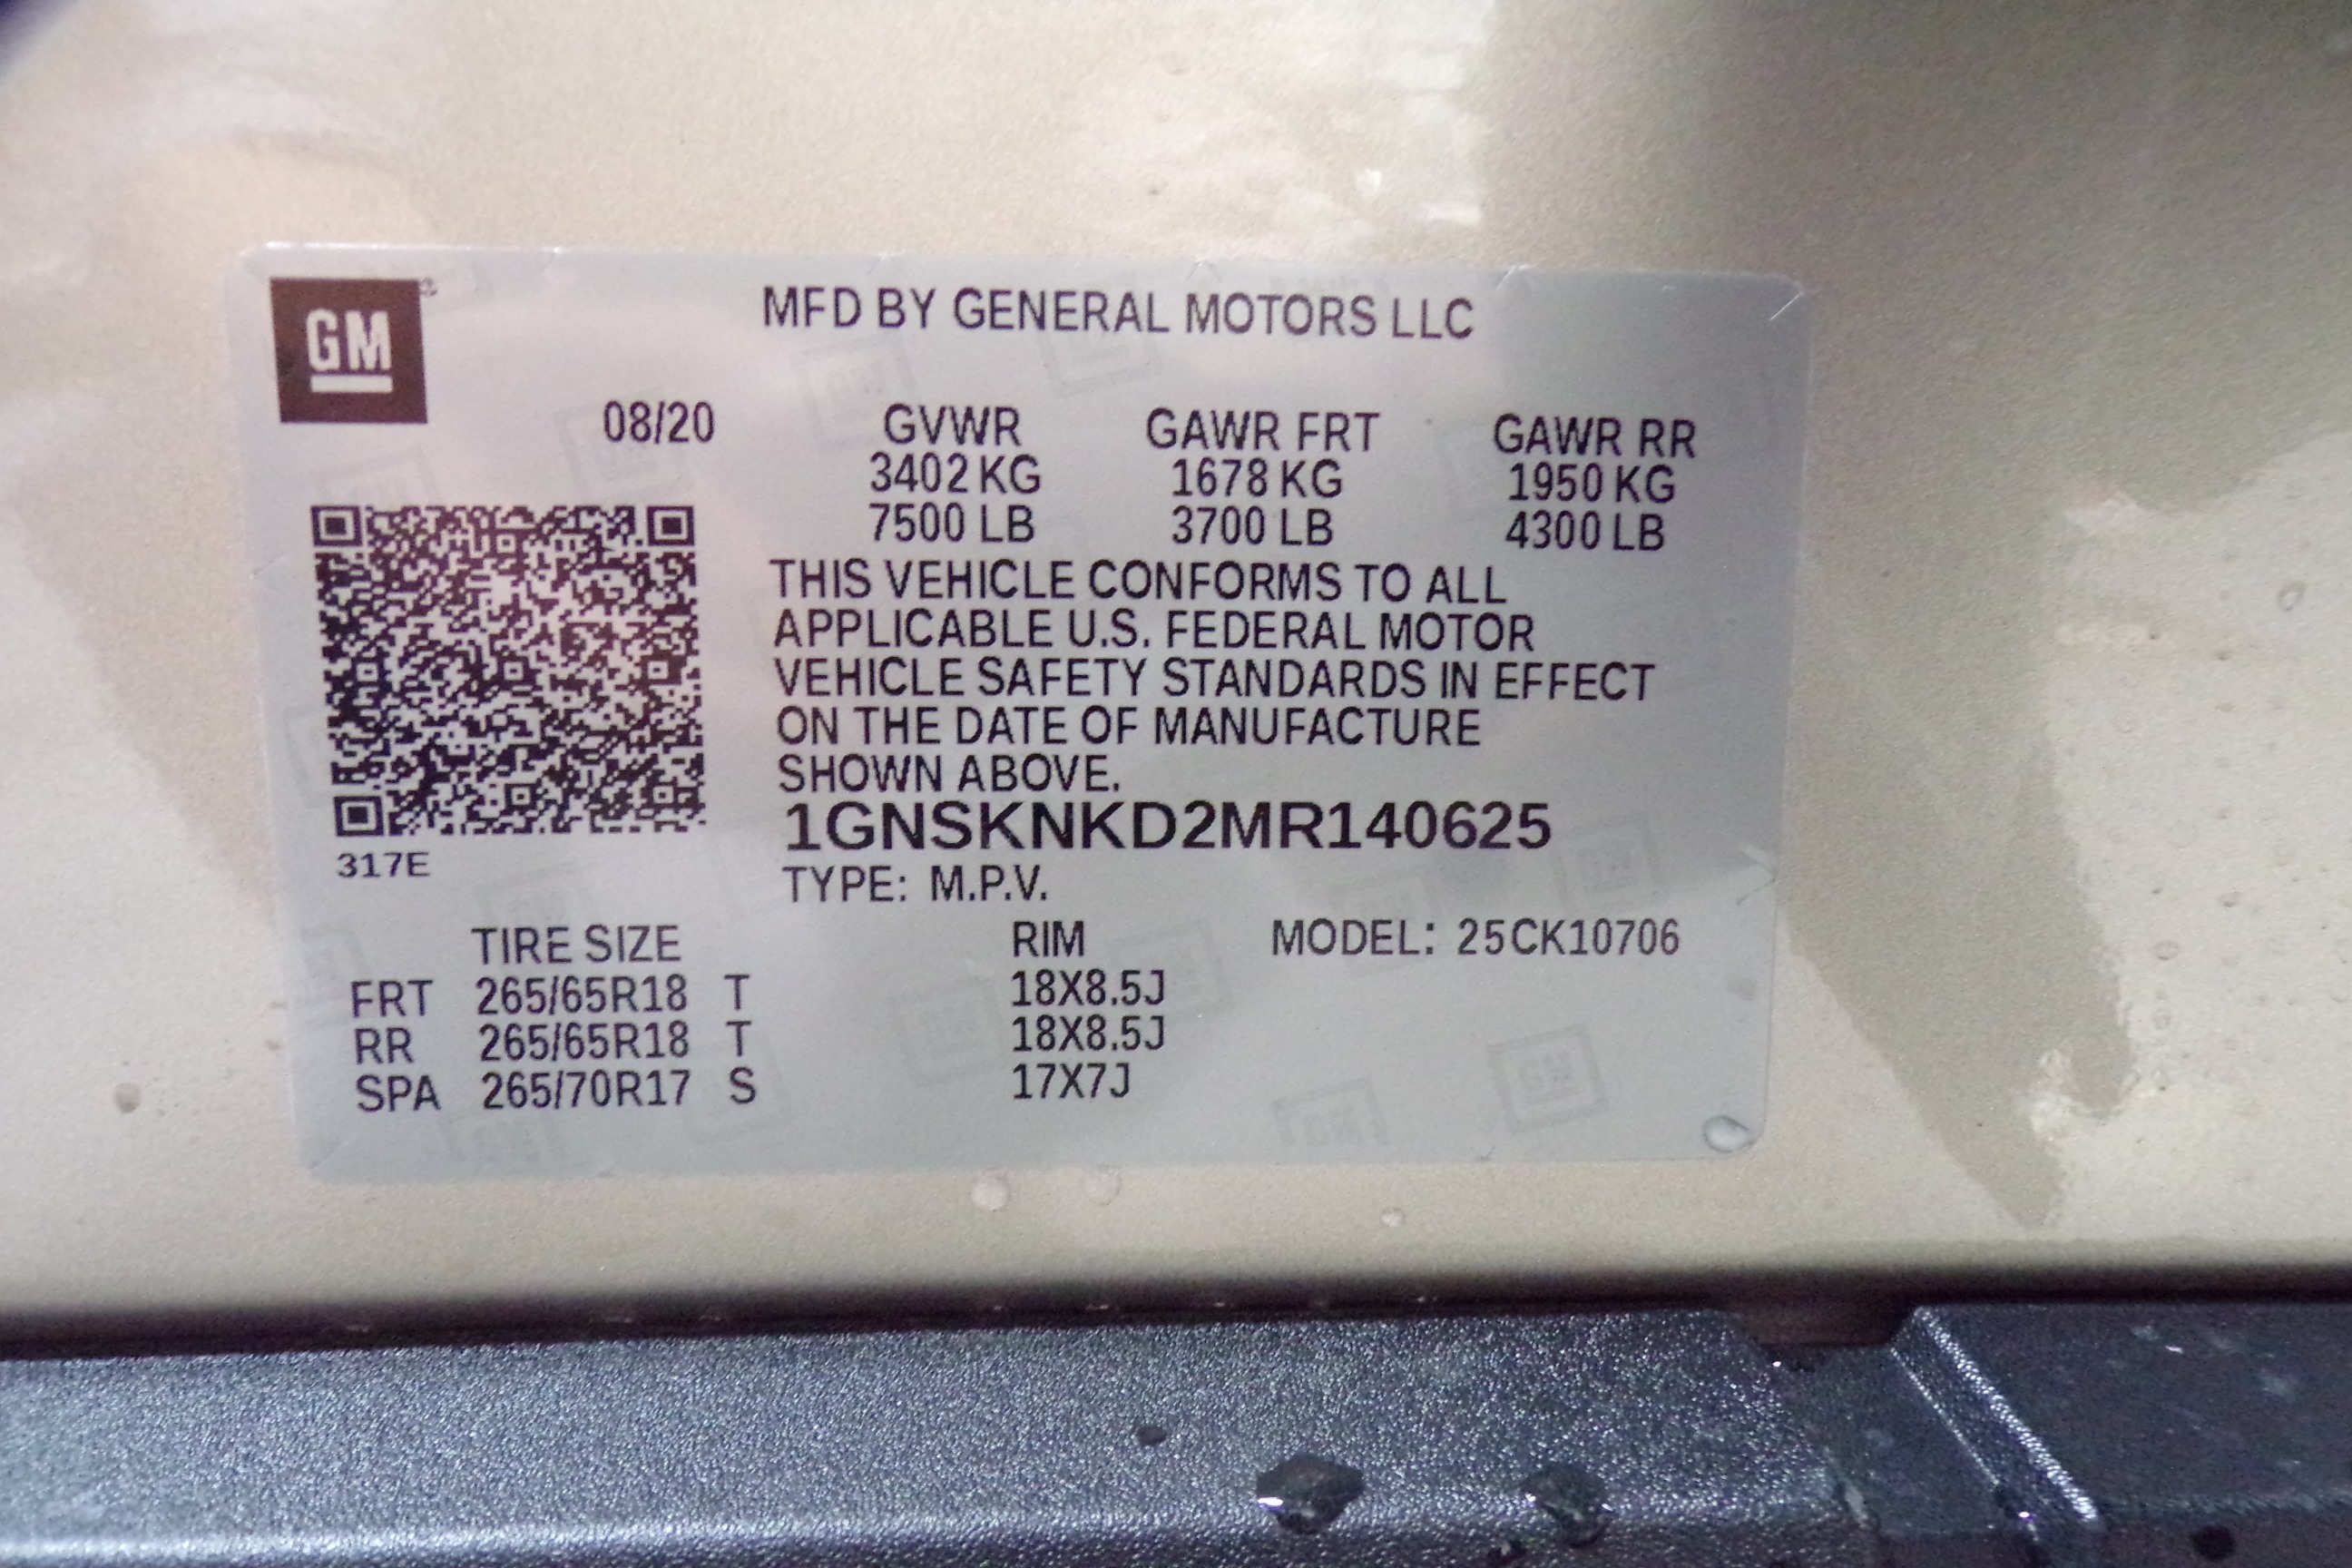 GM
MFD BY GENERAL MOTORS LLC
08/20 GVWR GAWR FRT GAWR RR
3402 KG 1678 KG 1950 KG
7500 LB 3700 LB 4300 LB
THIS VEHICLE CONFORMS TO ALL
APPLICABLE U.S. FEDERAL MOTOR
VEHICLE SAFETY STANDARDS IN EFFECT
ON THE DATE OF MANUFACTURE
SHOWN ABOVE.
1GNSKNKD2MR140625
317E
TYPE: M.P.V.
TIRE SIZE RIM MODEL: 25CK10706
FRT 265/65R18 T 18X8.5J
RR 265/65R18 T 18X8.5J
SPA 265/70R17 S 17X7J